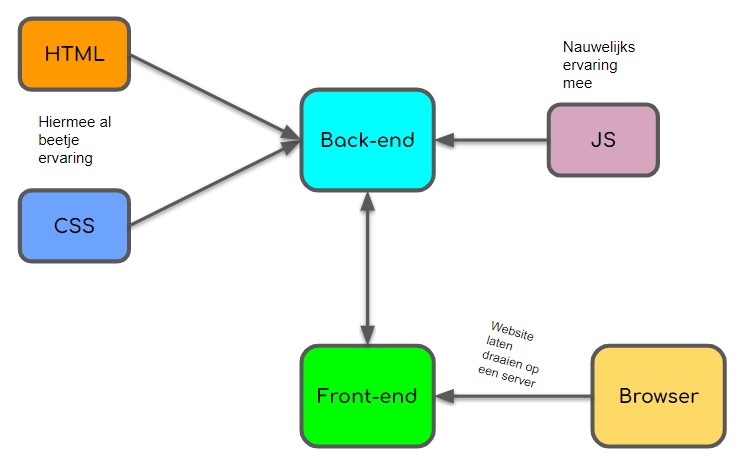 HTML
Nauwelijks
ervaring
mee
Hiermee al
beetje
ervaring
Back-end
JS
CSS
Website
laten
draaien op
een server
Front-end
Browser